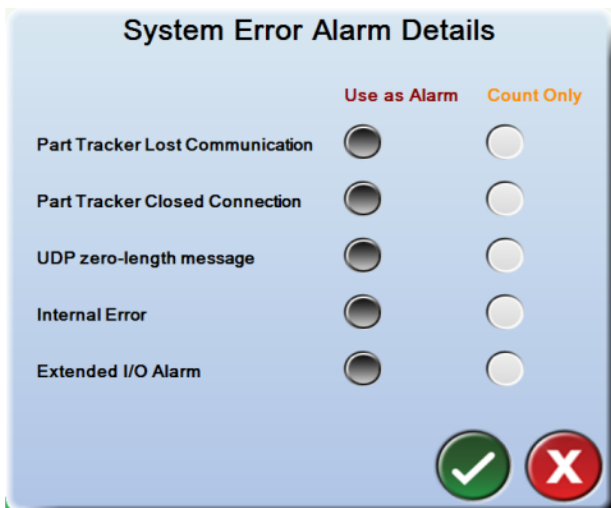 System Error Alarm Details
Use as Alarm Count Only
Part Tracker Lost Communication
Part Tracker Closed Connection
UDP zero-length message
Internal Error
Extended I/O Alarm